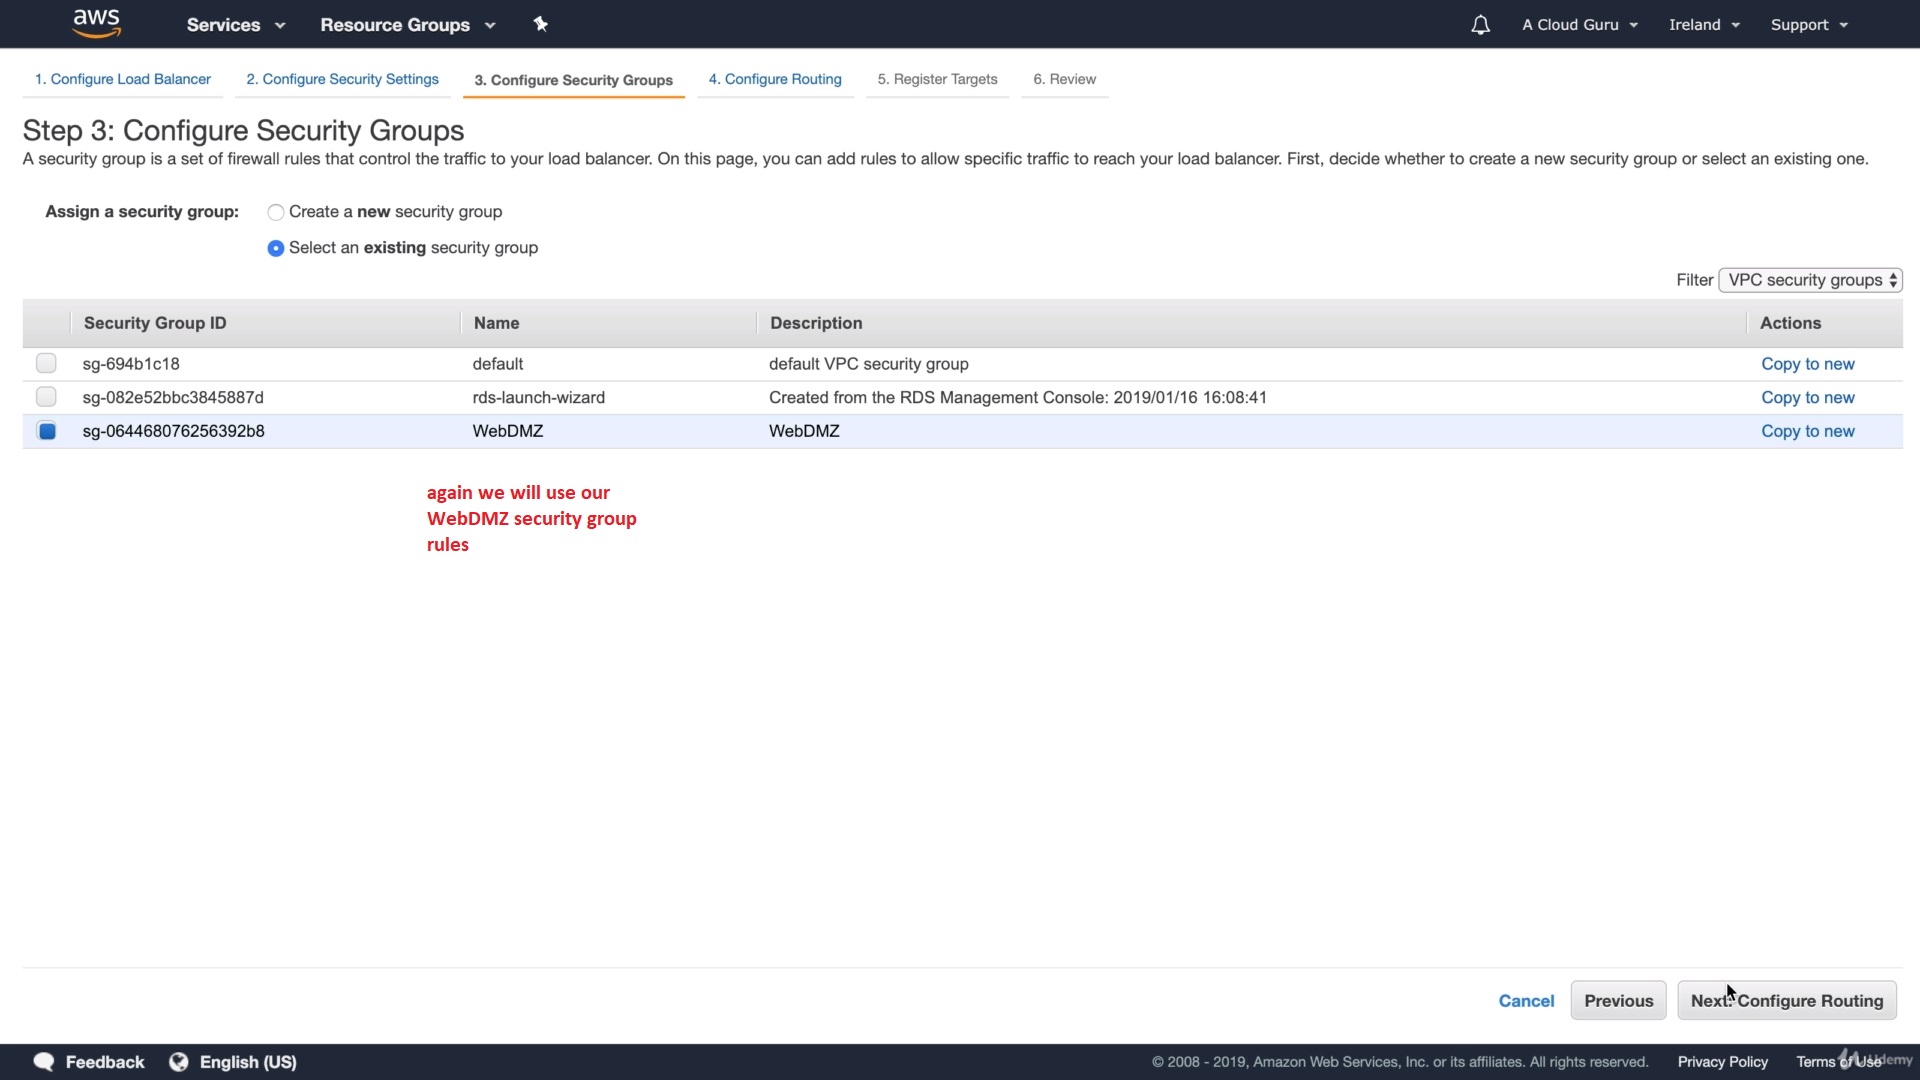 aws Services Resource Groups A Cloud Guru Ireland Support
1. Configure Load Balancer 2. Configure Security Settings 3. Configure Security Groups 4. Configure Routing 5. Register Targets 6. Review
Step 3: Configure Security Groups
A security group is a set of firewall rules that control the traffic to your load balancer. On this page, you can add rules to allow specific traffic to reach your load balancer. First, decide whether to create a new security group or select an existing one.
Assign a security group: Create a new security group
Select an existing security group
Filter VPC security groups
Security Group ID Name Description Actions
sg-694b1c18 default default VPC security group Copy to new
sg-082e52bbc3845887d rds-launch-wizard Created from the RDS Management Console: 2019/01/16 16:08:41 Copy to new
sg-064468076256392b8 WebDMZ WebDMZ Copy to new
again we will use our
WebDMZ security group
rules
Cancel Previous Next: Configure Routing
Feedback English (US) © 2008 - 2019, Amazon Web Services, Inc. or its affiliates. All rights reserved. Privacy Policy Terms of Use
Udemy